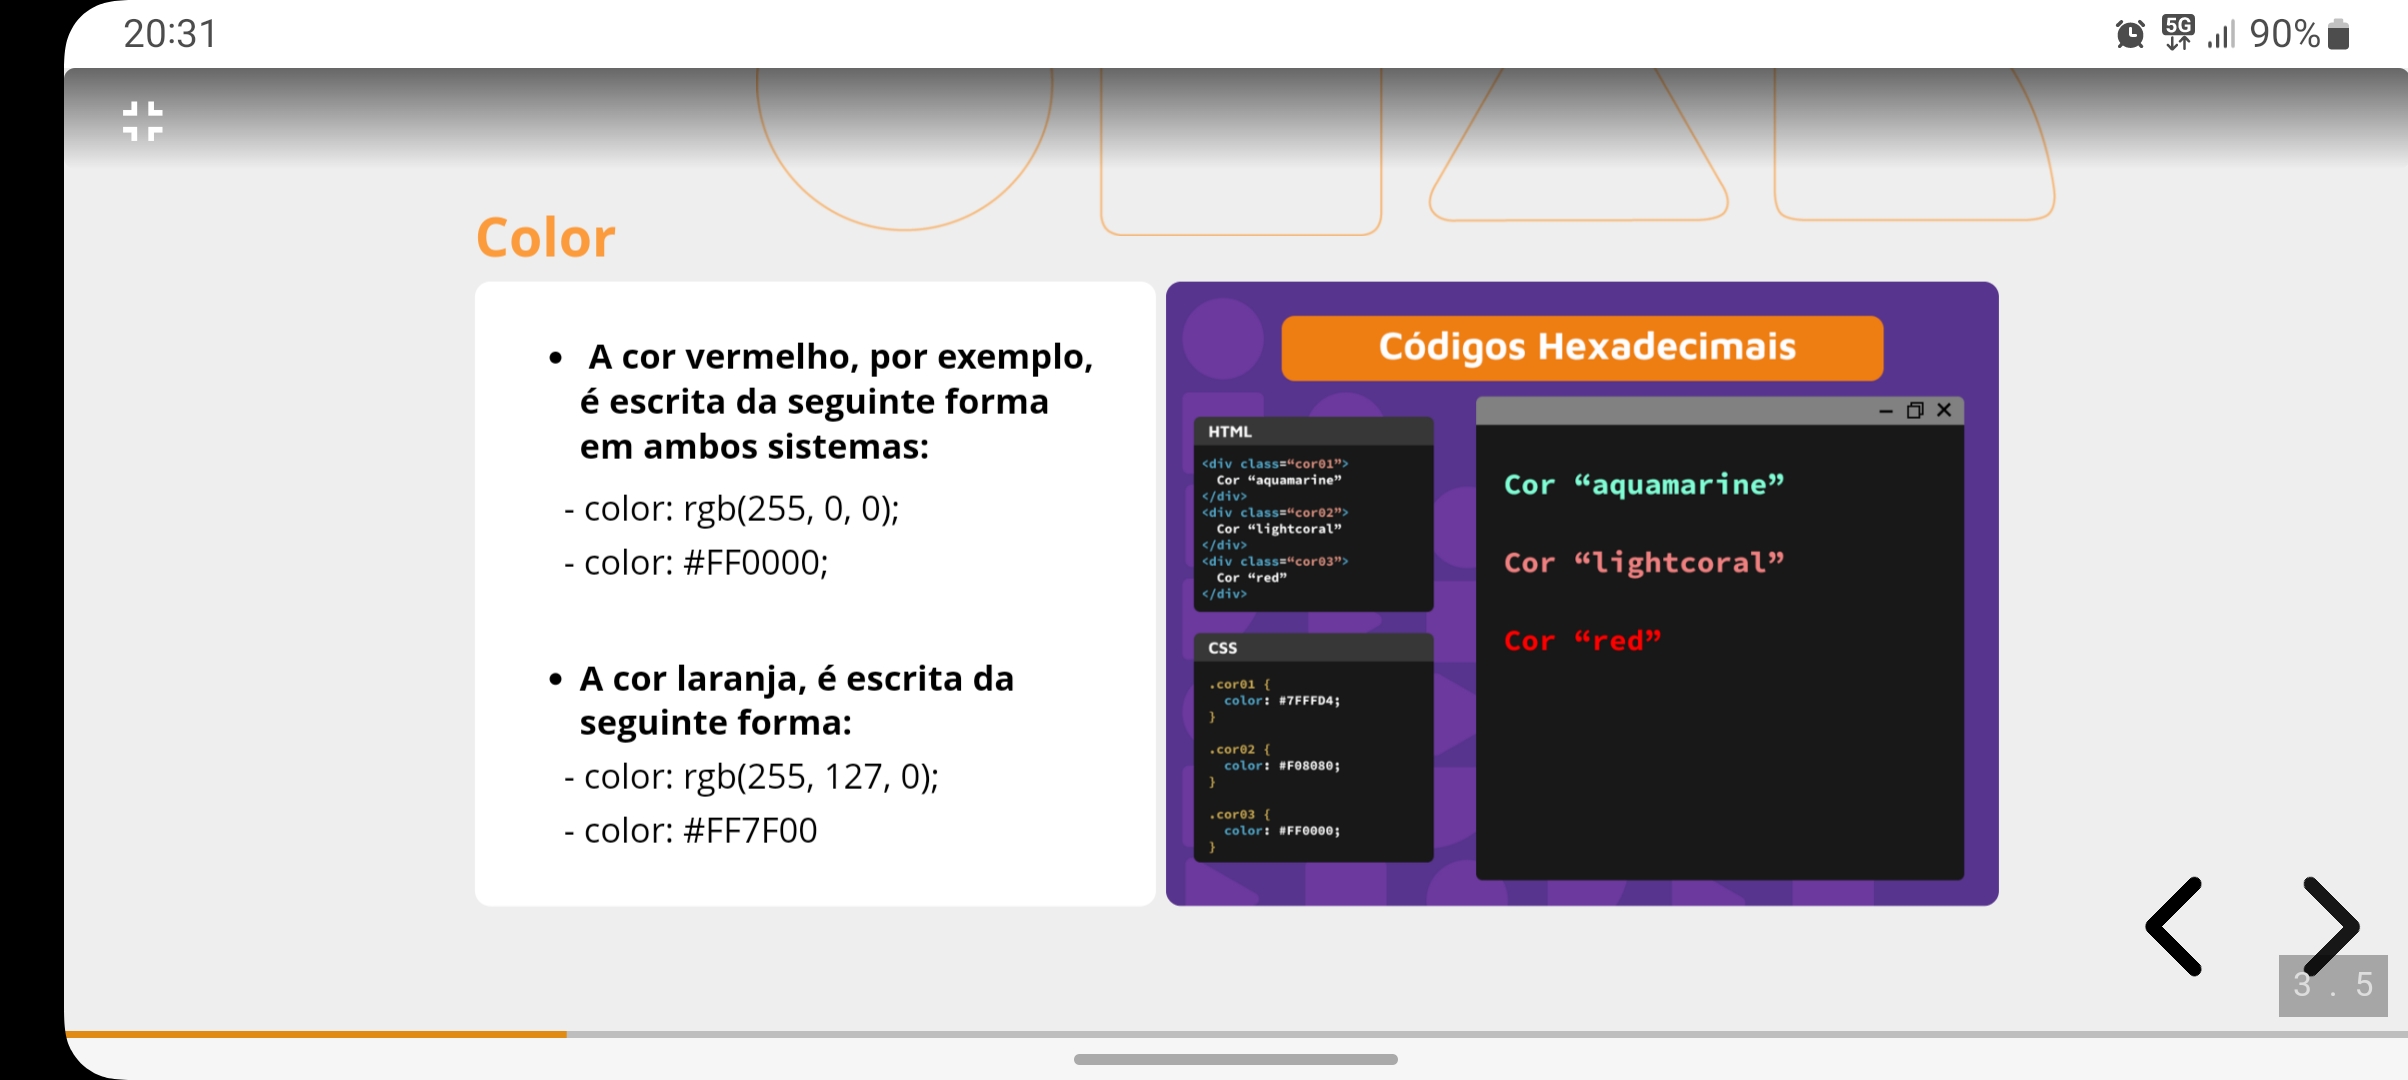 20:31
5G
90%
Color
• A cor vermelho, por exemplo,
é escrita da seguinte forma
em ambos sistemas:
- color: rgb(255, 0, 0);
- color: #FF0000;
• A cor laranja, é escrita da
seguinte forma:
- color: rgb(255, 127, 0);
- color: #FF7F00
Códigos Hexadecimais
HTML
<div class=“cor01”>
Cor “aquamarine”
</div>
<div class=“cor02”>
Cor “lightcoral”
</div>
<div class=“cor03”>
Cor “red”
</div>
CSS
.cor01 {
color: #7FFFD4;
}
.cor02 {
color: #F08080;
}
.cor03 {
color: #FF0000;
}
Cor “aquamarine”
Cor “lightcoral”
Cor “red”
3 . 5